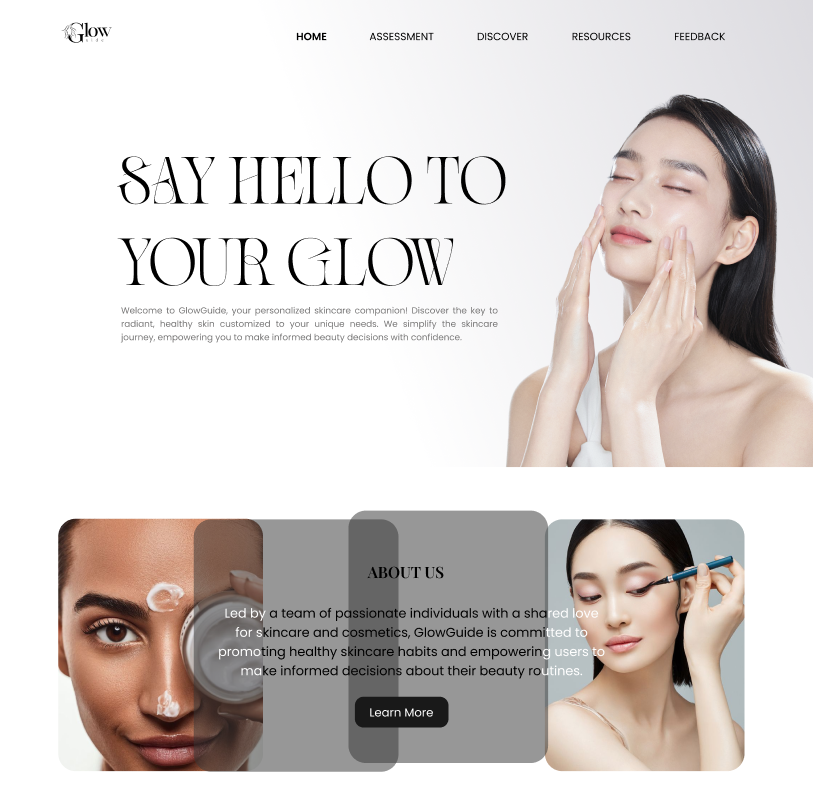 Glow
HOME
ASSESSMENT
DISCOVER
RESOURCES
FEEDBACK
SAY HELLO TO
YOUR GLOW
Welcome to GlowGuide, your personalized skincare companion! Discover the key to
radiant, healthy skin customized to your unique needs. We simplify the skincare
journey, empowering you to make informed beauty decisions with confidence.
ABOUT US
Led by a team of passionate individuals with a shared love
for skincare and cosmetics, GlowGuide is committed to
promoting healthy skincare habits and empowering users to
make informed decisions about their beauty routines.
Learn More